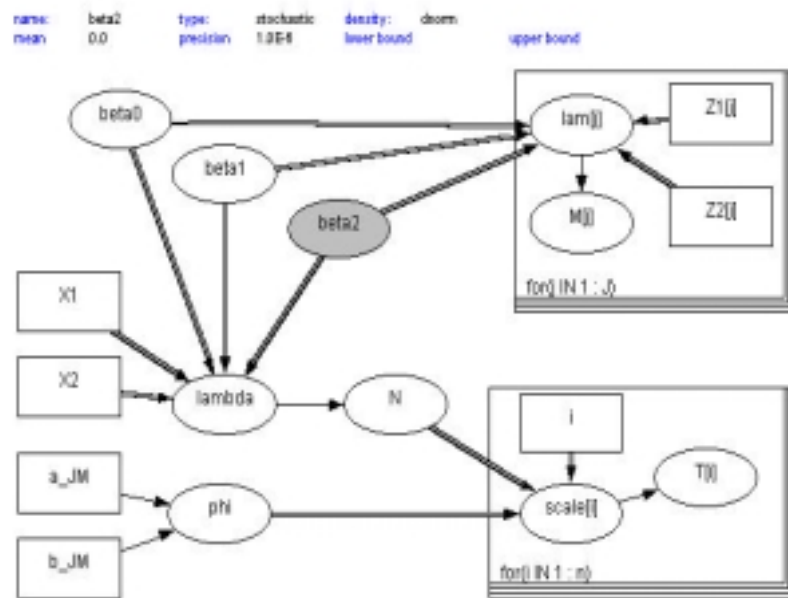 name: beta2 type: stochastic density: dnorm
mean 0.0 precision 1.0E-6 lower bound upper bound
beta0
lam[j]
Z1[j]
beta1
beta2
M[j]
Z2[j]
for(j IN 1 : J)
X1
X2
lambda
N
i
a_JM
phi
scale[i]
T[i]
b_JM
for(i IN 1 : n)